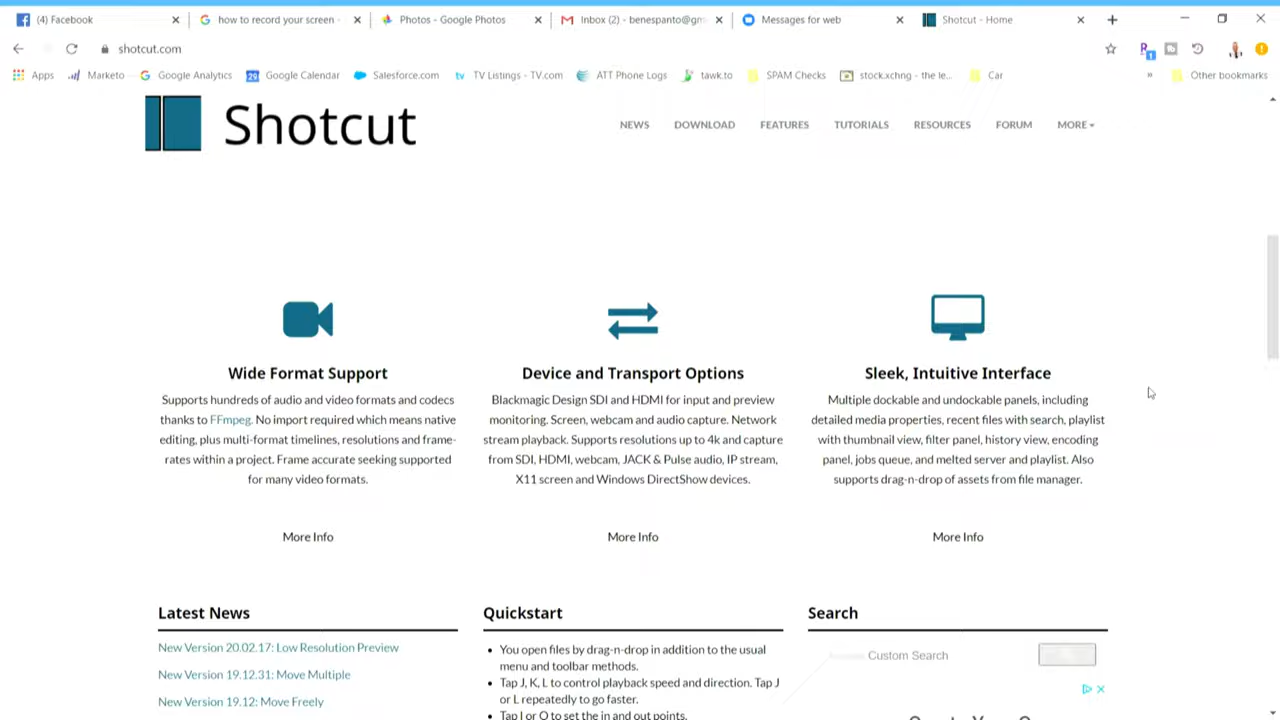 (4) Facebook
how to record your screen -
Photos - Google Photos
Inbox (2) - benespanto@gm
Messages for web
Shotcut - Home
shotcut.com
1
Apps
Marketo
Google Analytics
29 Google Calendar
Salesforce.com
tv TV Listings - TV.com
ATT Phone Logs
tawk.to
SPAM Checks
stock.xchng - the le...
Car
» Other bookmarks
Shotcut
NEWS DOWNLOAD FEATURES TUTORIALS RESOURCES FORUM MORE
Wide Format Support
Supports hundreds of audio and video formats and codecs
thanks to FFmpeg. No import required which means native
editing, plus multi-format timelines, resolutions and frame-
rates within a project. Frame accurate seeking supported
for many video formats.
More Info
Device and Transport Options
Blackmagic Design SDI and HDMI for input and preview
monitoring. Screen, webcam and audio capture. Network
stream playback. Supports resolutions up to 4k and capture
from SDI, HDMI, webcam, JACK & Pulse audio, IP stream,
X11 screen and Windows DirectShow devices.
More Info
Sleek, Intuitive Interface
Multiple dockable and undockable panels, including
detailed media properties, recent files with search, playlist
with thumbnail view, filter panel, history view, encoding
panel, jobs queue, and melted server and playlist. Also
supports drag-n-drop of assets from file manager.
More Info
Latest News
New Version 20.02.17: Low Resolution Preview
New Version 19.12.31: Move Multiple
New Version 19.12: Move Freely
Quickstart
• You open files by drag-n-drop in addition to the usual
menu and toolbar methods.
• Tap J, K, L to control playback speed and direction. Tap J
or L repeatedly to go faster.
• Tap I or O to set the in and out points.
Search
Custom Search